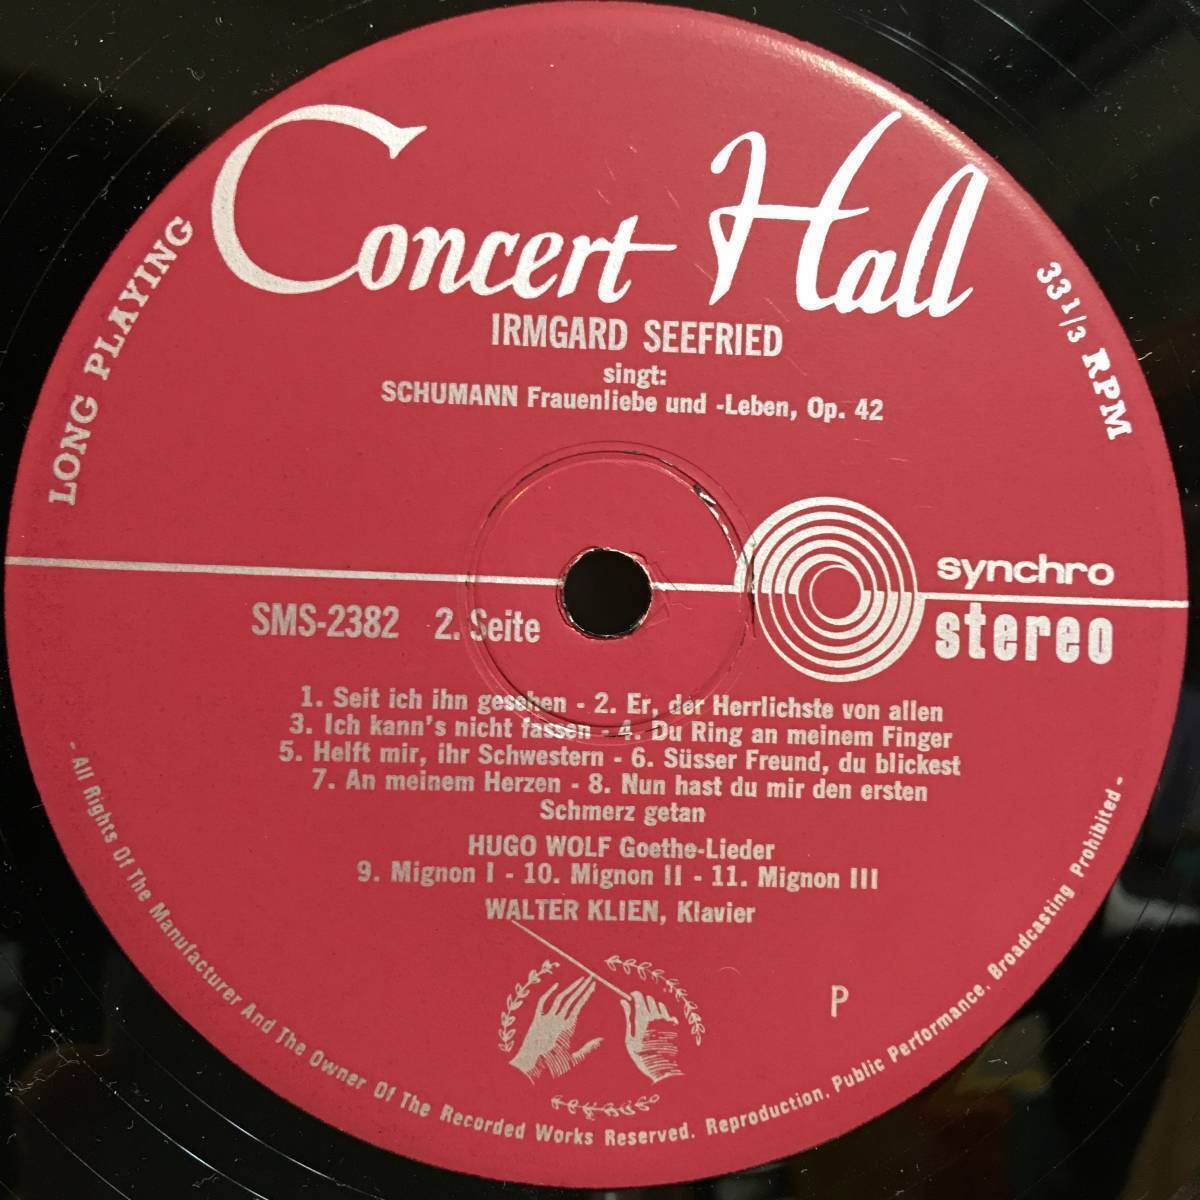 Concert Hall
LONG PLAYING
33 1/3 RPM
IRMGARD SEEFRIED
singt:
SCHUMANN Frauenliebe und -Leben, Op. 42
synchro
stereo
SMS-2382 2. Seite
1. Seit ich ihn gesehen - 2. Er, der Herrlichste von allen
3. Ich kann's nicht fassen - 4. Du Ring an meinem Finger
5. Helft mir, ihr Schwestern - 6. Süsser Freund, du blickest
7. An meinem Herzen - 8. Nun hast du mir den ersten
Schmerz getan
HUGO WOLF Goethe-Lieder
9. Mignon I - 10. Mignon II - 11. Mignon III
WALTER KLIEN, Klavier
P
- All Rights Of The Manufacturer And The Owner Of The Recorded Works Reserved. Reproduction, Public Performance, Broadcasting Prohibited -